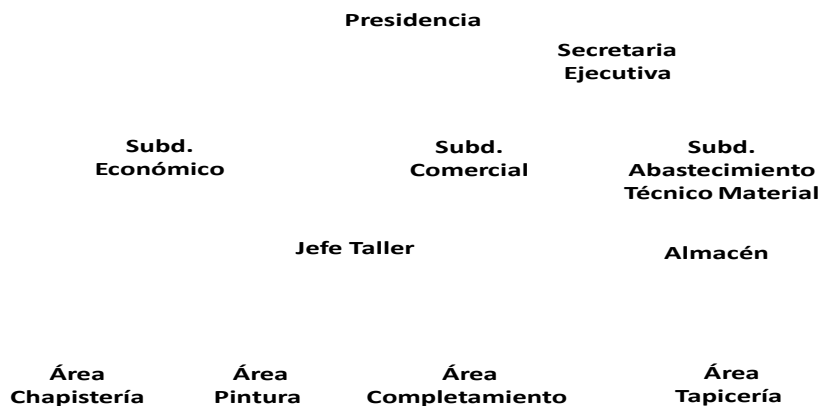 Presidencia
Secretaria
Ejecutiva
Subd.
Económico
Subd.
Comercial
Subd.
Abastecimiento
Técnico Material
Jefe Taller
Almacén
Área
Chapistería
Área
Pintura
Área
Completamiento
Área
Tapicería